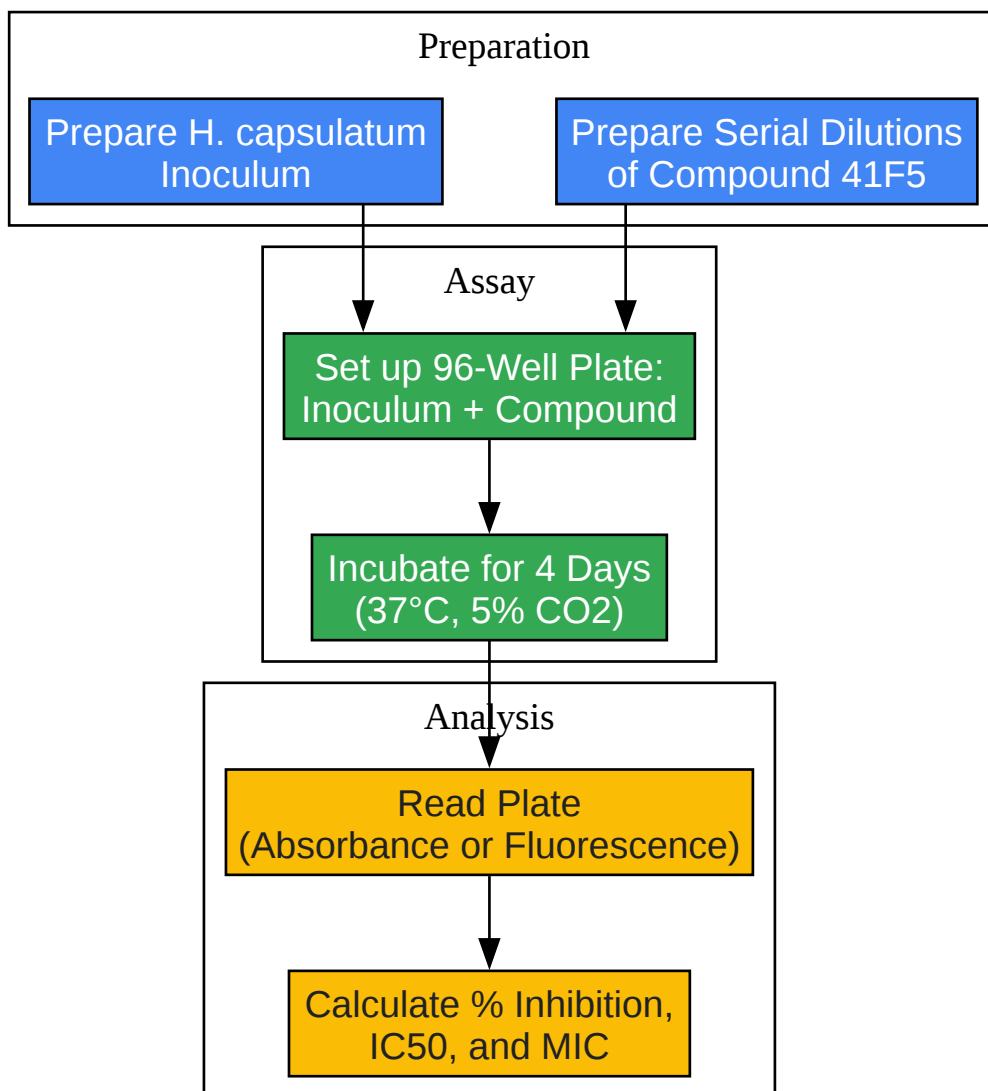 Preparation
Prepare H. capsulatum
Inoculum
Prepare Serial Dilutions
of Compound 41F5
Assay
Set up 96-Well Plate:
Inoculum + Compound
Incubate for 4 Days
(37°C, 5% CO2)
Analysis
Read Plate
(Absorbance or Fluorescence)
Calculate % Inhibition,
IC50, and MIC